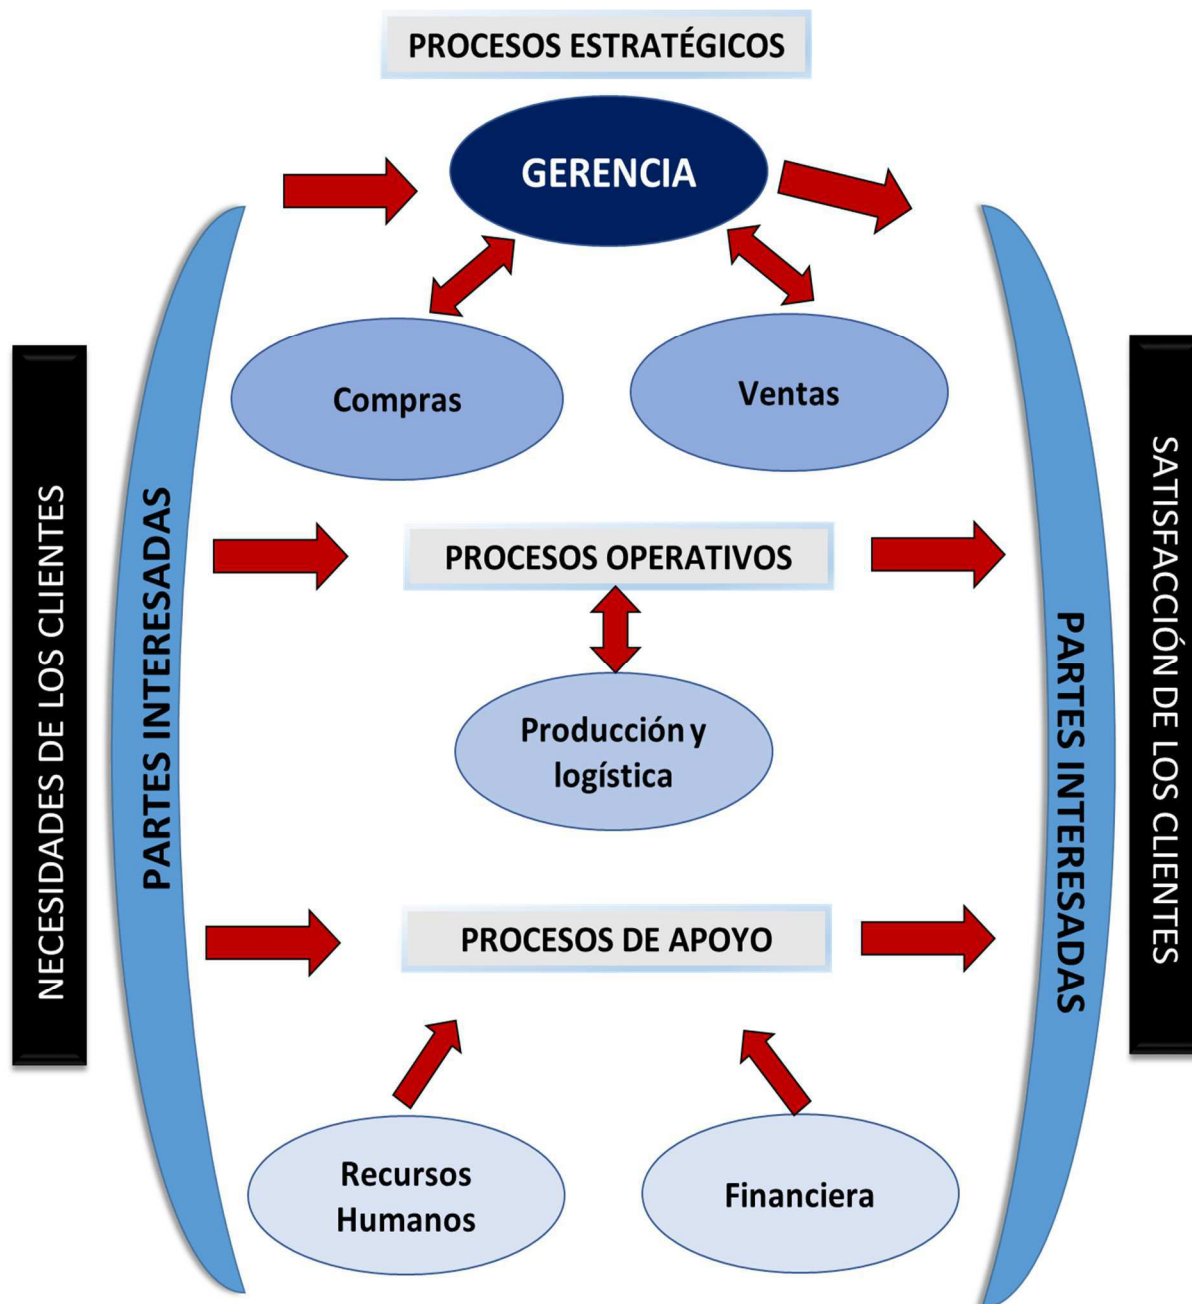 PROCESOS ESTRATÉGICOS
GERENCIA
Compras
Ventas
NECESIDADES DE LOS CLIENTES
PARTES INTERESADAS
PROCESOS OPERATIVOS
Producción y
logística
PARTES INTERESADAS
SATISFACCIÓN DE LOS CLIENTES
PROCESOS DE APOYO
Recursos
Humanos
Financiera